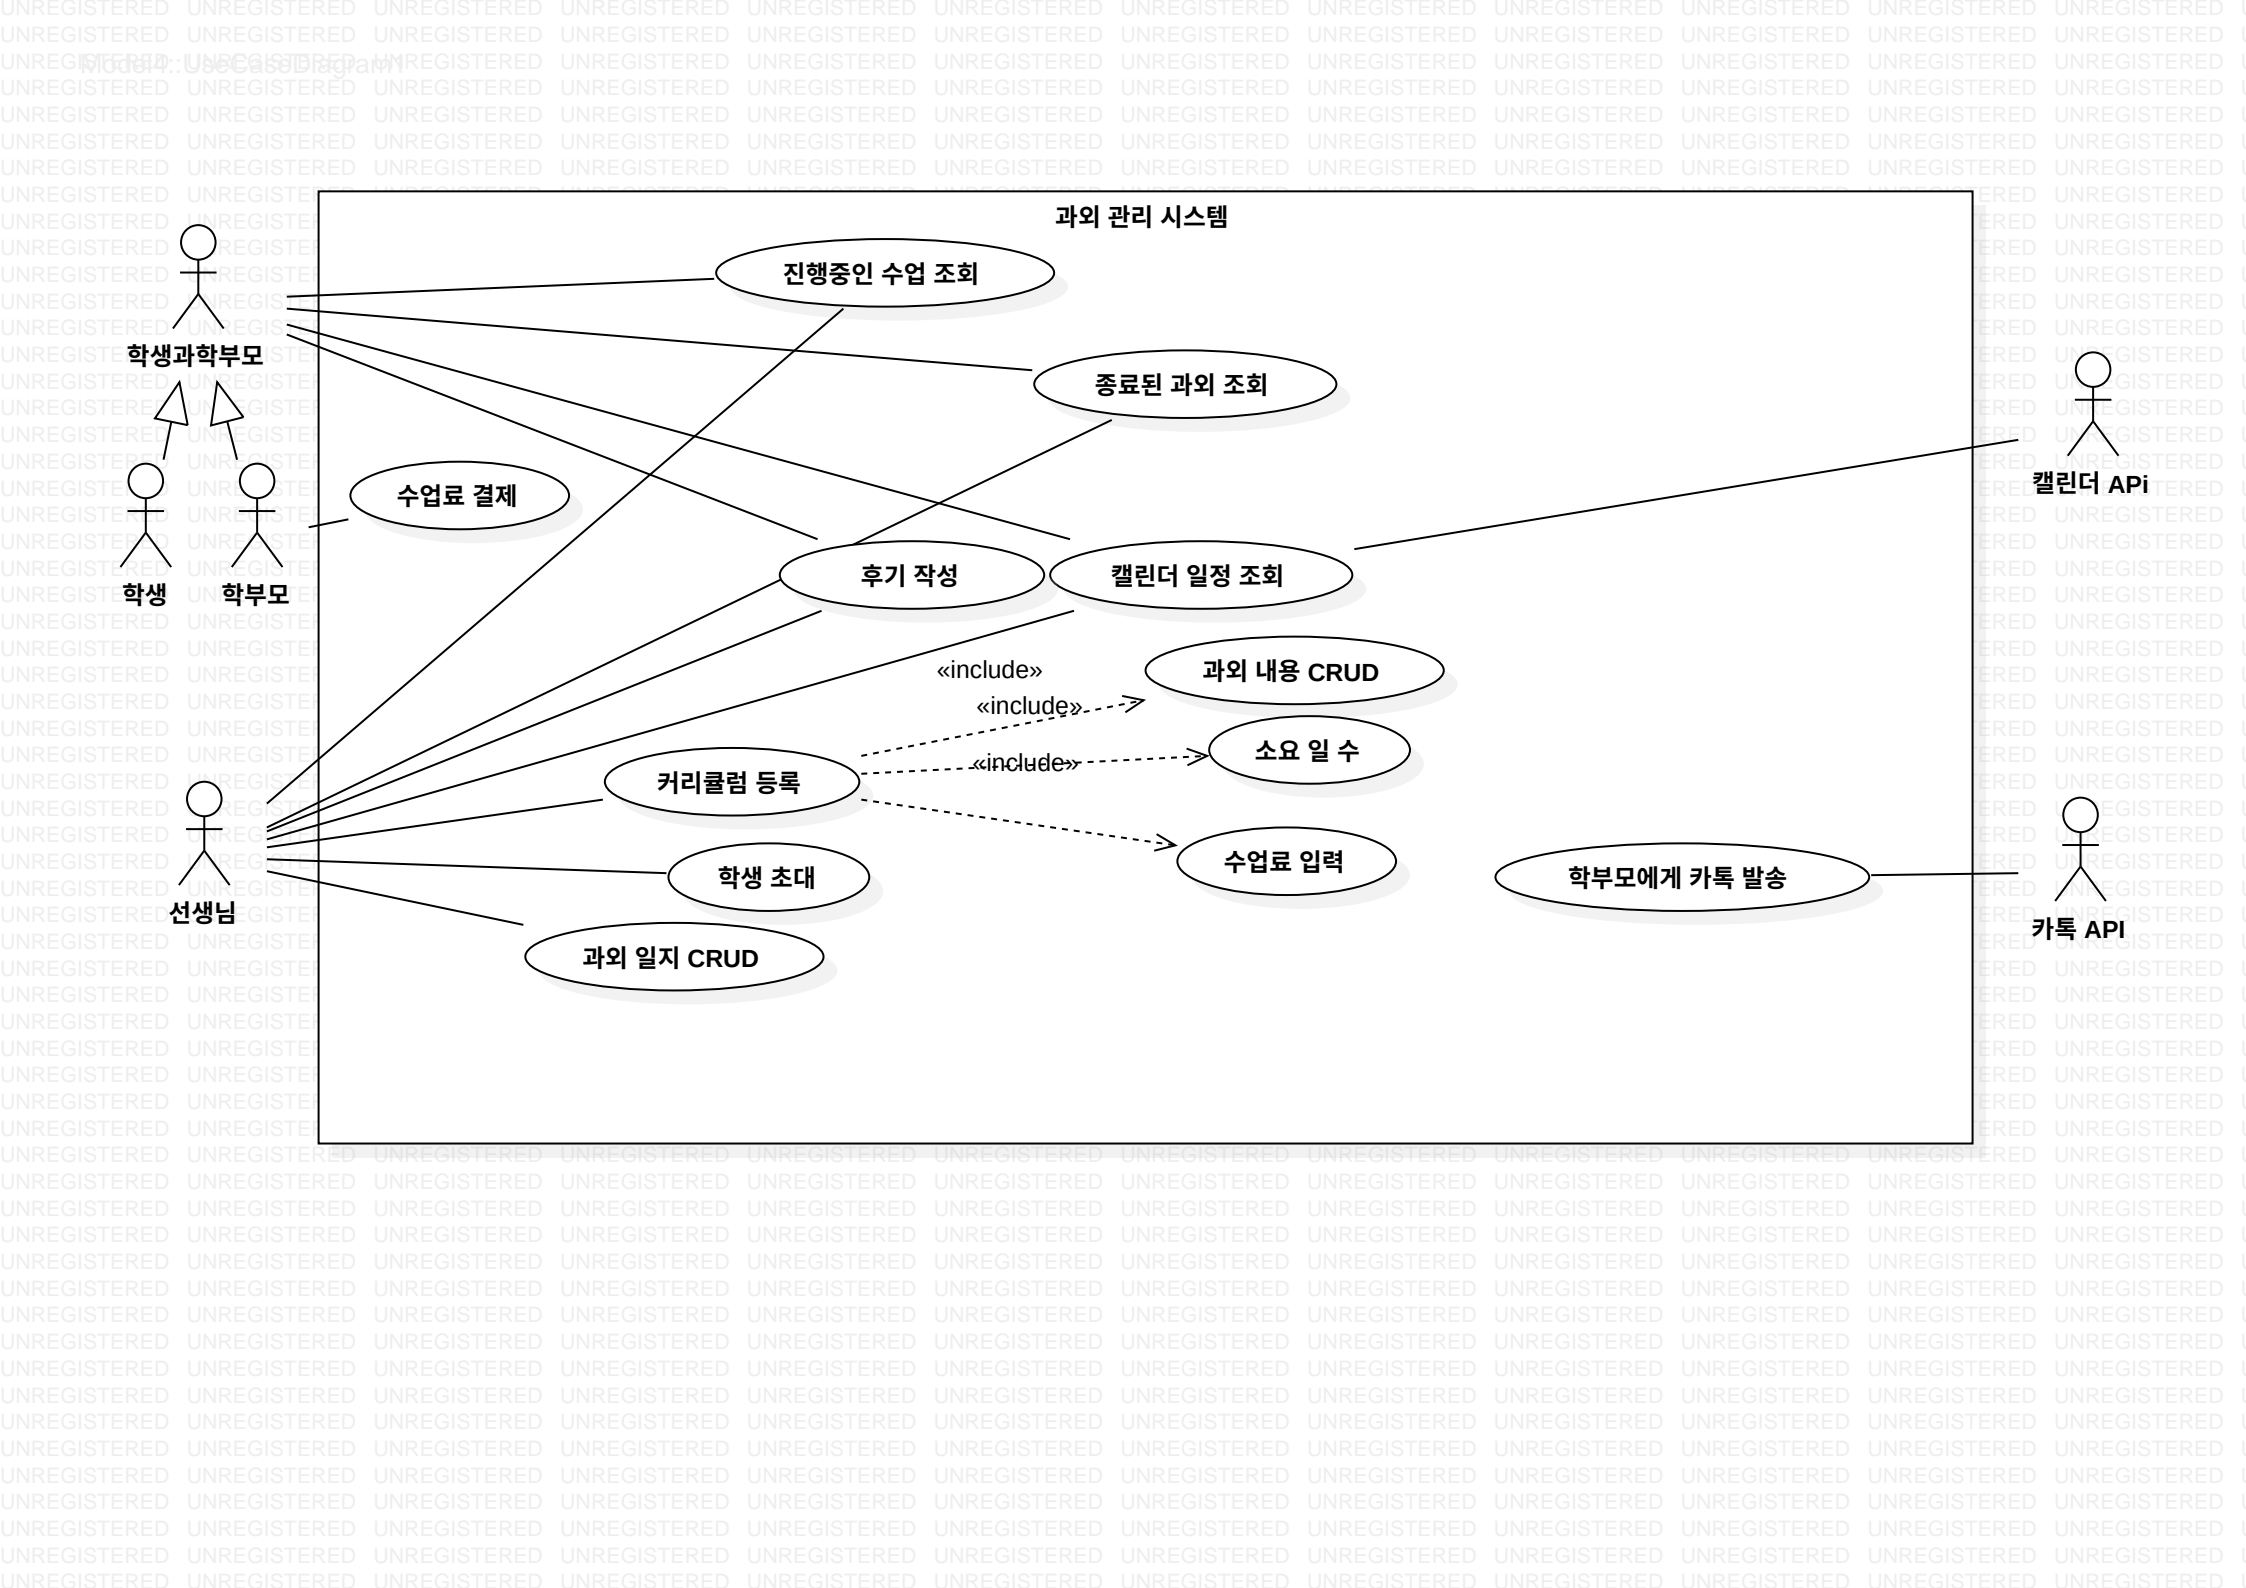 Model4::UseCaseDiagram1
과외 관리 시스템
진행중인 수업 조회
학생과학부모
종료된 과외 조회
캘린더 APi
수업료 결제
후기 작성
캘린더 일정 조회
학생
학부모
«include»
과외 내용 CRUD
«include»
소요 일 수
«include»
커리큘럼 등록
수업료 입력
학생 초대
학부모에게 카톡 발송
선생님
카톡 API
과외 일지 CRUD
UNREGISTERED